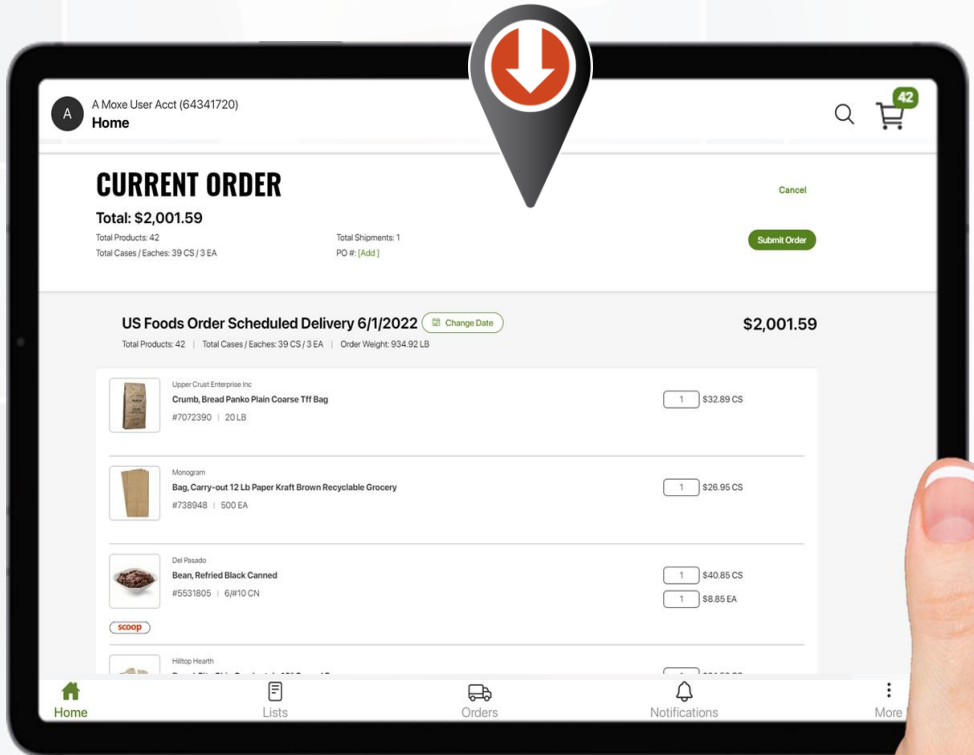 A
A Moxe User Acct (64341720)
Home
42
CURRENT ORDER
Cancel
Total: $2,001.59
Total Products: 42
Total Shipments: 1
Submit Order
Total Cases / Eaches: 39 CS / 3 EA
PO #: [Add ]
US Foods Order Scheduled Delivery 6/1/2022
Change Date
$2,001.59
Total Products: 42 | Total Cases / Eaches: 39 CS / 3 EA | Order Weight: 934.92 LB
Upper Crust Enterprise Inc
Crumb, Bread Panko Plain Coarse Tff Bag
1 $32.89 CS
#7072390 | 20 LB
Monogram
Bag, Carry-out 12 Lb Paper Kraft Brown Recyclable Grocery
1 $26.95 CS
#738948 | 500 EA
Del Pasado
Bean, Refried Black Canned
1 $40.85 CS
#5531805 | 6/#10 CN
1 $8.85 EA
scoop
Hilltop Hearth
Home
Lists
Orders
Notifications
More